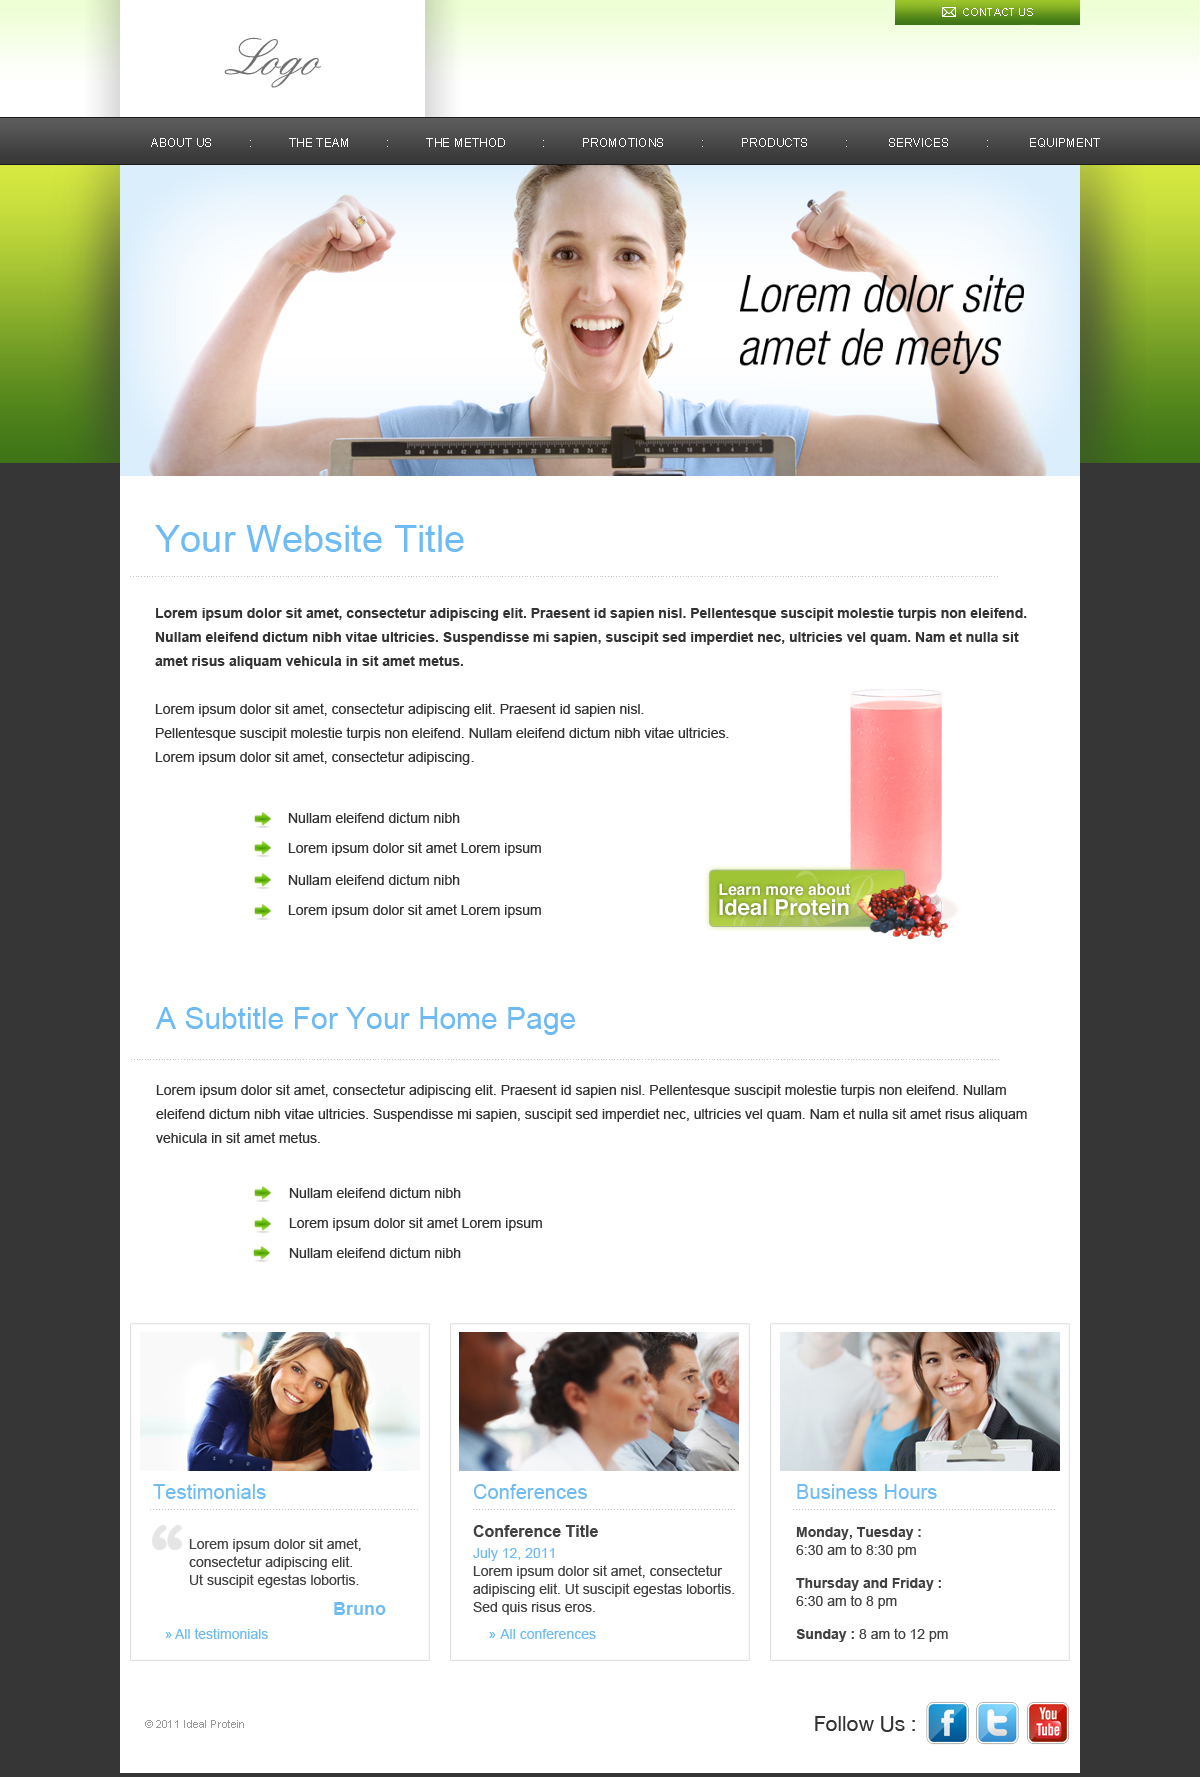 CONTACT US
Logo
ABOUT US : THE TEAM : THE METHOD : PROMOTIONS : PRODUCTS : SERVICES : EQUIPMENT
Lorem dolor site
amet de metys
Your Website Title
Lorem ipsum dolor sit amet, consectetur adipiscing elit. Praesent id sapien nisl. Pellentesque suscipit molestie turpis non eleifend.
Nullam eleifend dictum nibh vitae ultricies. Suspendisse mi sapien, suscipit sed imperdiet nec, ultricies vel quam. Nam et nulla sit
amet risus aliquam vehicula in sit amet metus.
Lorem ipsum dolor sit amet, consectetur adipiscing elit. Praesent id sapien nisl.
Pellentesque suscipit molestie turpis non eleifend. Nullam eleifend dictum nibh vitae ultricies.
Lorem ipsum dolor sit amet, consectetur adipiscing.
Nullam eleifend dictum nibh
Lorem ipsum dolor sit amet Lorem ipsum
Nullam eleifend dictum nibh
Lorem ipsum dolor sit amet Lorem ipsum
Learn more about
Ideal Protein
A Subtitle For Your Home Page
Lorem ipsum dolor sit amet, consectetur adipiscing elit. Praesent id sapien nisl. Pellentesque suscipit molestie turpis non eleifend. Nullam
eleifend dictum nibh vitae ultricies. Suspendisse mi sapien, suscipit sed imperdiet nec, ultricies vel quam. Nam et nulla sit amet risus aliquam
vehicula in sit amet metus.
Nullam eleifend dictum nibh
Lorem ipsum dolor sit amet Lorem ipsum
Nullam eleifend dictum nibh
Testimonials
“ Lorem ipsum dolor sit amet,
consectetur adipiscing elit.
Ut suscipit egestas lobortis.
Bruno
» All testimonials
Conferences
Conference Title
July 12, 2011
Lorem ipsum dolor sit amet, consectetur
adipiscing elit. Ut suscipit egestas lobortis.
Sed quis risus eros.
» All conferences
Business Hours
Monday, Tuesday :
6:30 am to 8:30 pm
Thursday and Friday :
6:30 am to 8 pm
Sunday : 8 am to 12 pm
© 2011 Ideal Protein
Follow Us : f t You
Tube